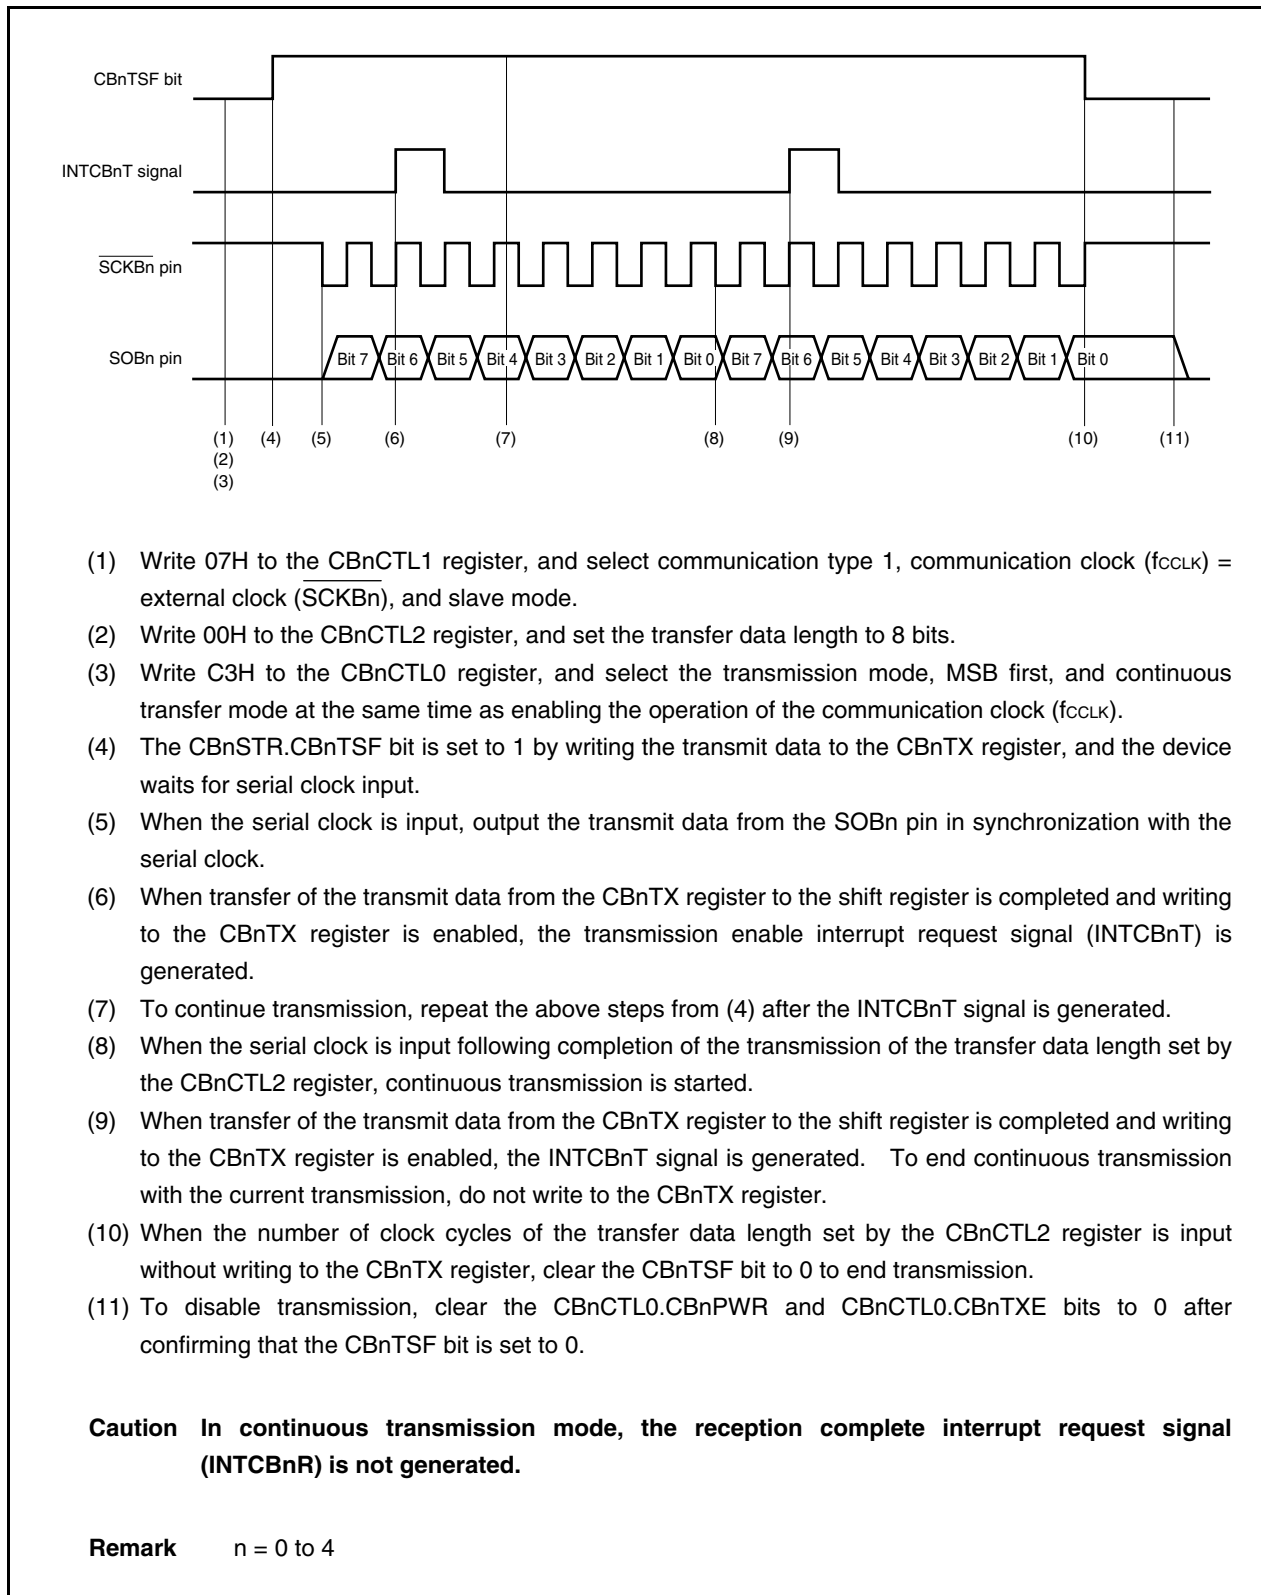 CBnTSF bit
INTCBnT signal
SCKBn pin
SOBn pin
Bit 7 Bit 6 Bit 5 Bit 4 Bit 3 Bit 2 Bit 1 Bit 0 Bit 7 Bit 6 Bit 5 Bit 4 Bit 3 Bit 2 Bit 1 Bit 0
(1) (4) (5) (6) (7) (8) (9) (10) (11)
(2)
(3)
(1) Write 07H to the CBnCTL1 register, and select communication type 1, communication clock (fCCLK) =
external clock (SCKBn), and slave mode.
(2) Write 00H to the CBnCTL2 register, and set the transfer data length to 8 bits.
(3) Write C3H to the CBnCTL0 register, and select the transmission mode, MSB first, and continuous
transfer mode at the same time as enabling the operation of the communication clock (fCCLK).
(4) The CBnSTR.CBnTSF bit is set to 1 by writing the transmit data to the CBnTX register, and the device
waits for serial clock input.
(5) When the serial clock is input, output the transmit data from the SOBn pin in synchronization with the
serial clock.
(6) When transfer of the transmit data from the CBnTX register to the shift register is completed and writing
to the CBnTX register is enabled, the transmission enable interrupt request signal (INTCBnT) is
generated.
(7) To continue transmission, repeat the above steps from (4) after the INTCBnT signal is generated.
(8) When the serial clock is input following completion of the transmission of the transfer data length set by
the CBnCTL2 register, continuous transmission is started.
(9) When transfer of the transmit data from the CBnTX register to the shift register is completed and writing
to the CBnTX register is enabled, the INTCBnT signal is generated. To end continuous transmission
with the current transmission, do not write to the CBnTX register.
(10) When the number of clock cycles of the transfer data length set by the CBnCTL2 register is input
without writing to the CBnTX register, clear the CBnTSF bit to 0 to end transmission.
(11) To disable transmission, clear the CBnCTL0.CBnPWR and CBnCTL0.CBnTXE bits to 0 after
confirming that the CBnTSF bit is set to 0.
Caution In continuous transmission mode, the reception complete interrupt request signal
(INTCBnR) is not generated.
Remark n = 0 to 4